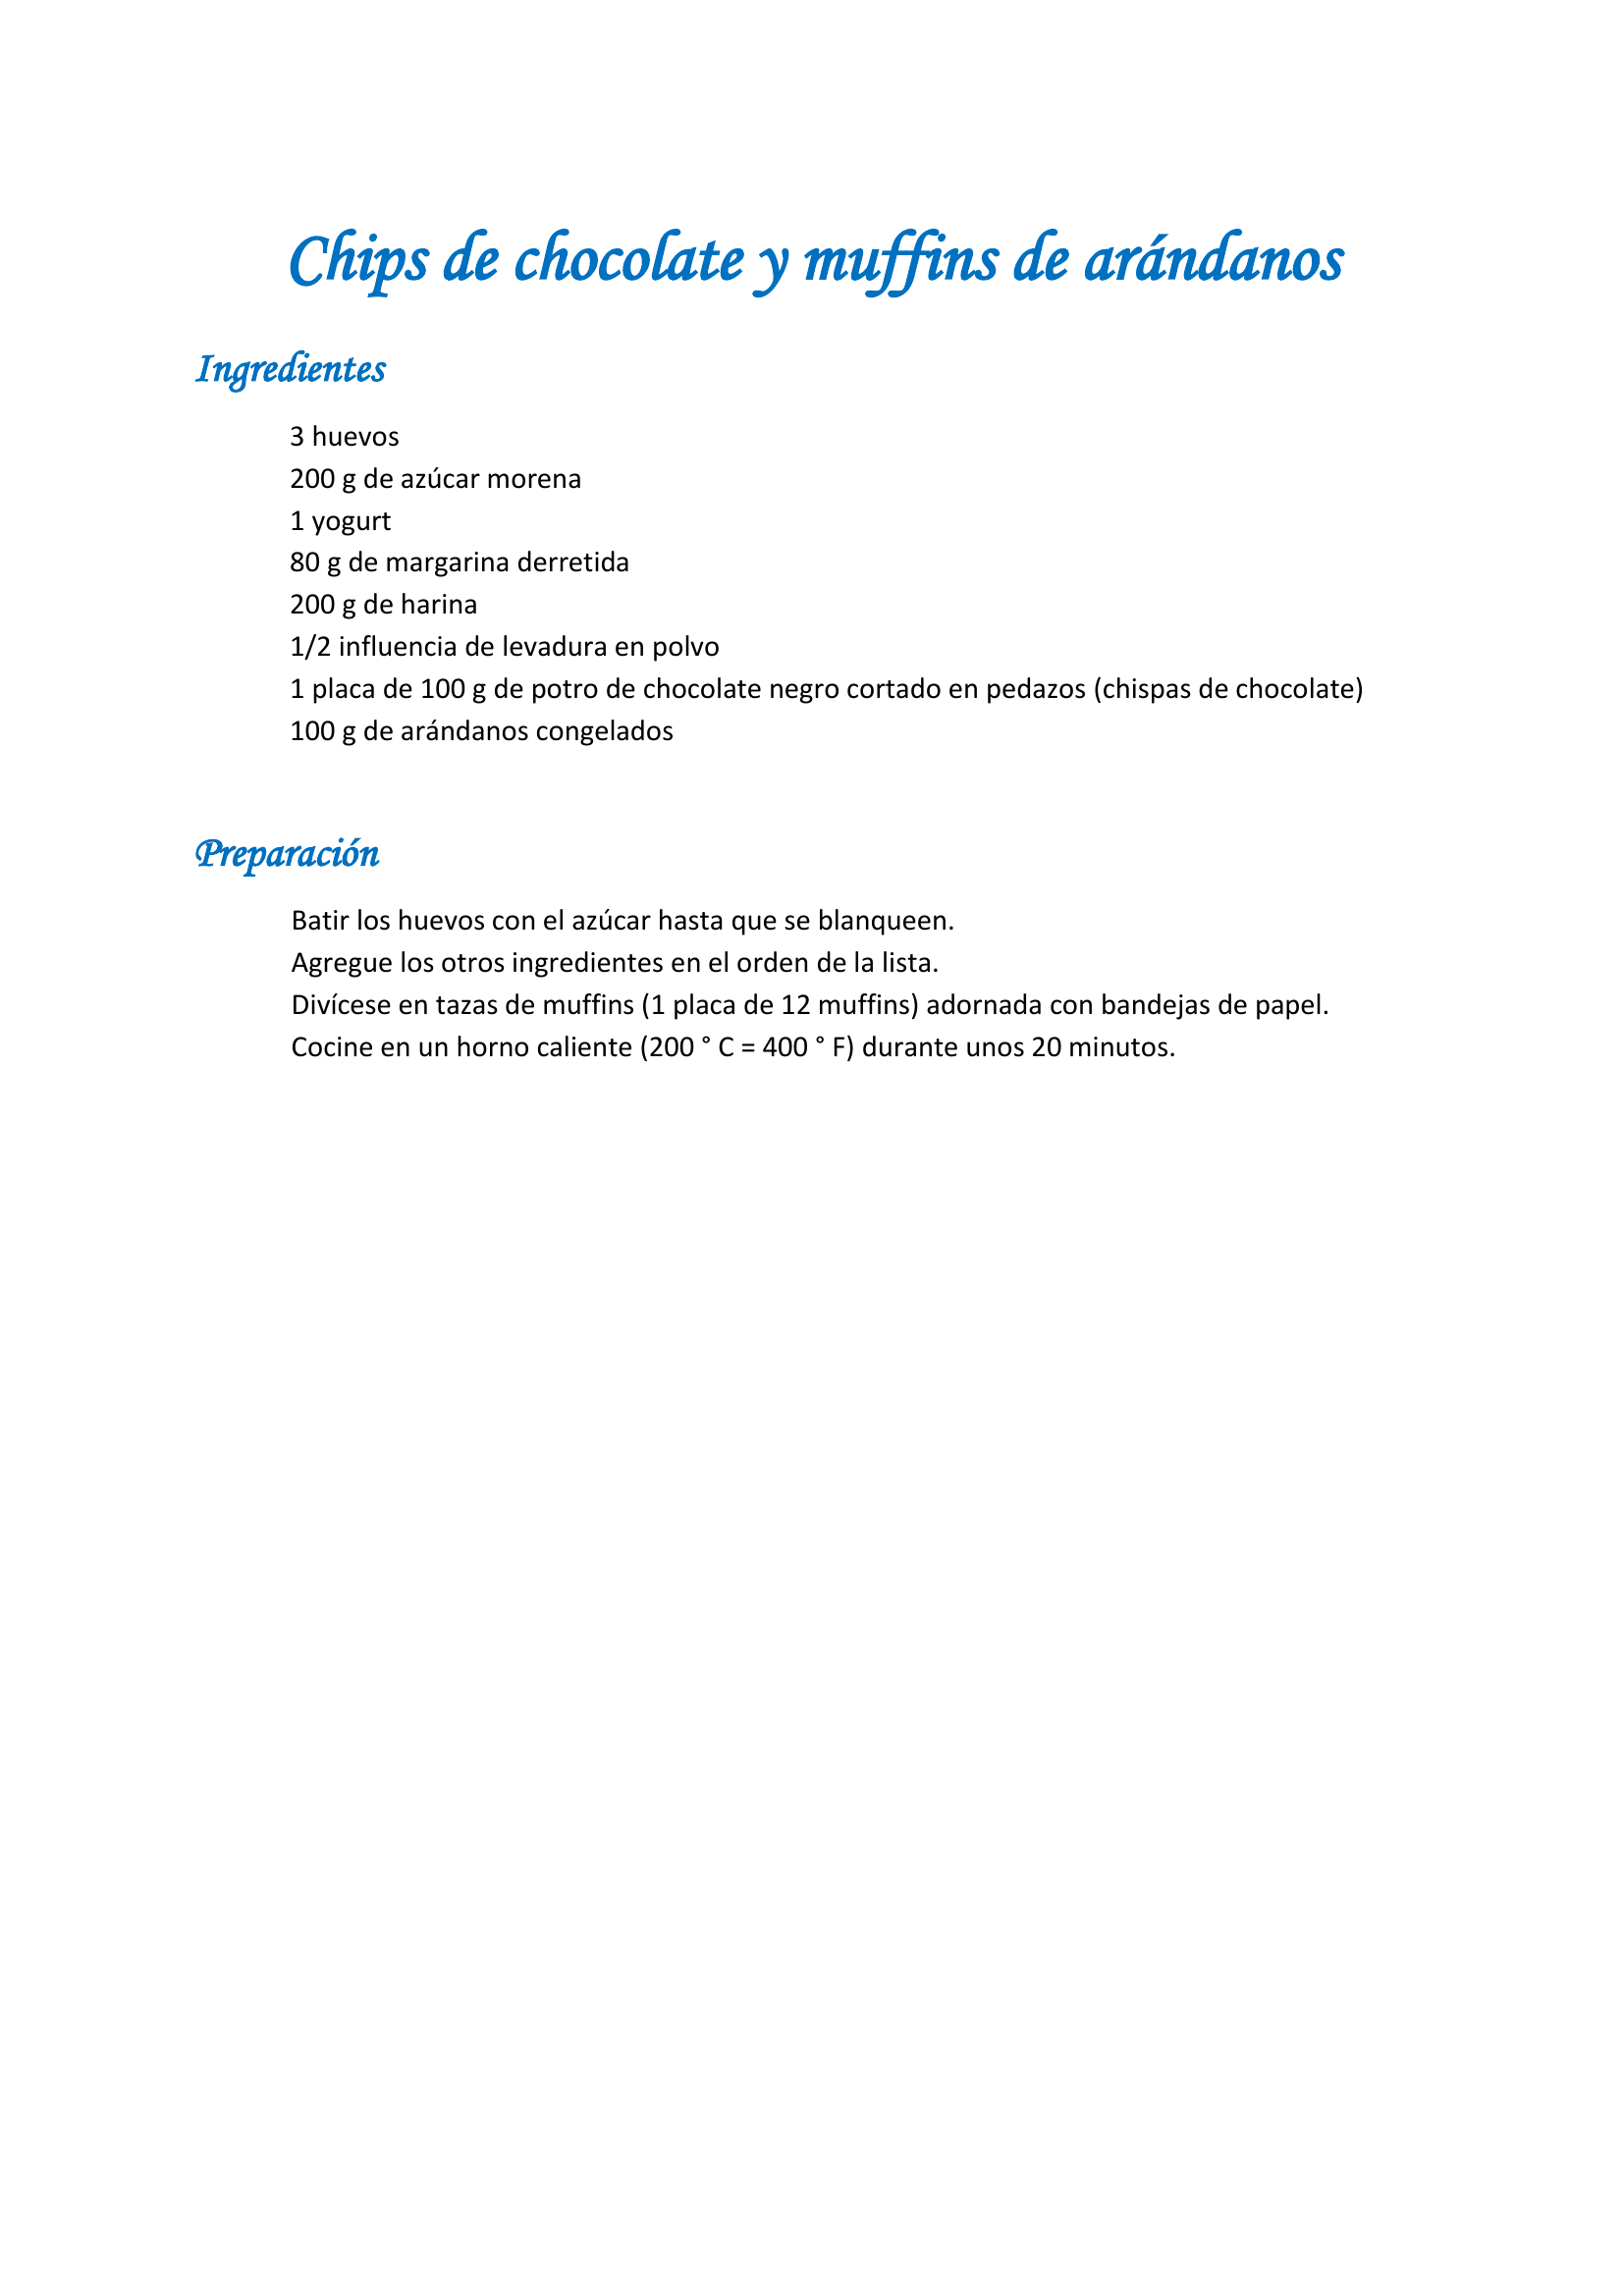 Chips de chocolate y muffins de arándanos
Ingredientes
3 huevos
200 g de azúcar morena
1 yogurt
80 g de margarina derretida
200 g de harina
1/2 influencia de levadura en polvo
1 placa de 100 g de potro de chocolate negro cortado en pedazos (chispas de chocolate)
100 g de arándanos congelados
Preparación
Batir los huevos con el azúcar hasta que se blanqueen.
Agregue los otros ingredientes en el orden de la lista.
Divícese en tazas de muffins (1 placa de 12 muffins) adornada con bandejas de papel.
Cocine en un horno caliente (200 ° C = 400 ° F) durante unos 20 minutos.